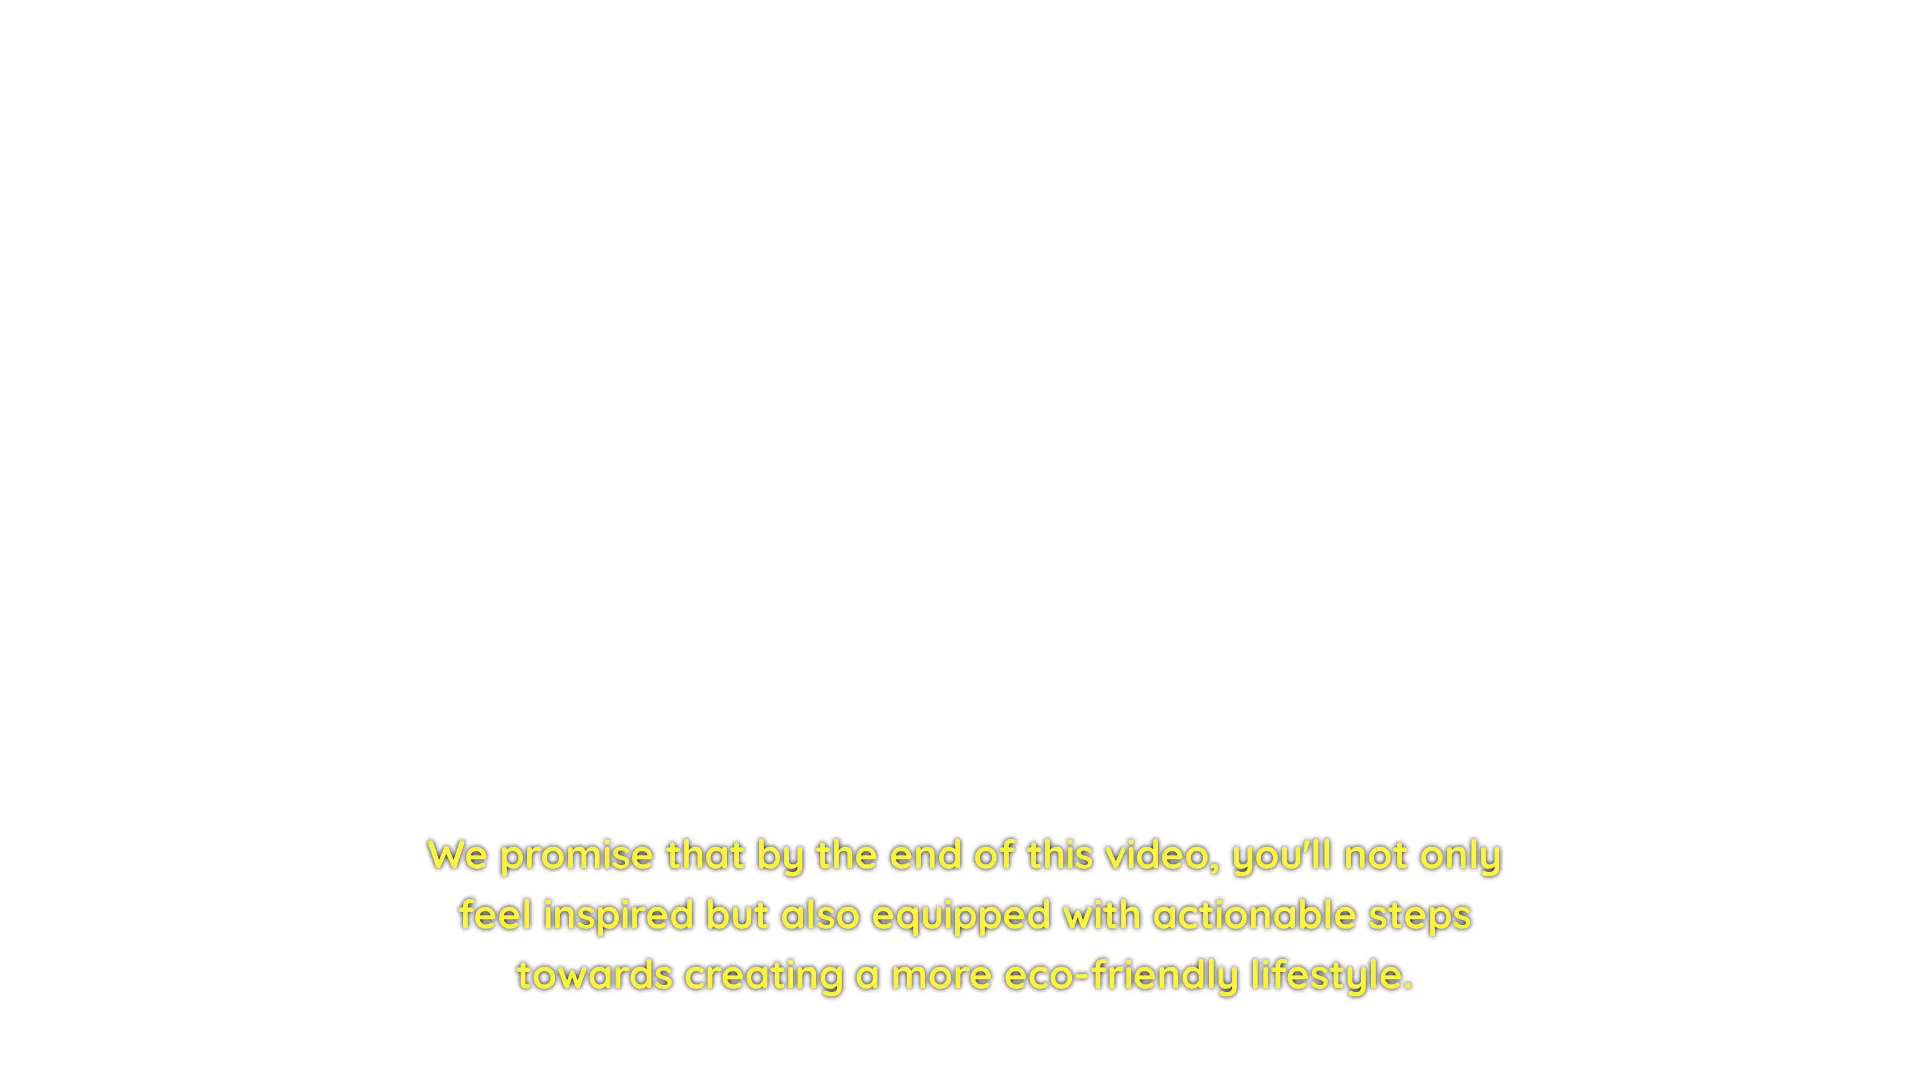 We promise that by the end of this video, you'll not only
feel inspired but also equipped with actionable steps
towards creating a more eco-friendly lifestyle.